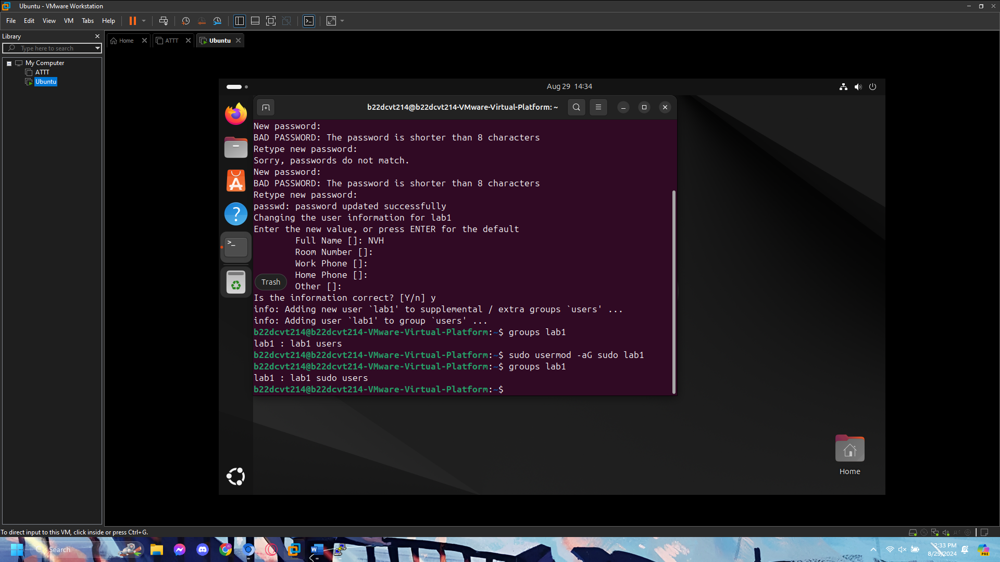 Ubuntu - VMware Workstation
File Edit View VM Tabs Help
Library
Type here to search
My Computer
ATTT
Ubuntu
Home ATTT Ubuntu
Aug 29 14:34
b22dcvt214@b22dcvt214-VMware-Virtual-Platform: ~
New password:
BAD PASSWORD: The password is shorter than 8 characters
Retype new password:
Sorry, passwords do not match.
New password:
BAD PASSWORD: The password is shorter than 8 characters
Retype new password:
passwd: password updated successfully
Changing the user information for lab1
Enter the new value, or press ENTER for the default
Full Name []: NVH
Room Number []:
Work Phone []:
Home Phone []:
Trash
Other []:
Is the information correct? [Y/n] y
info: Adding new user `lab1' to supplemental / extra groups `users' ...
info: Adding user `lab1' to group `users' ...
b22dcvt214@b22dcvt214-VMware-Virtual-Platform:~$ groups lab1
lab1 : lab1 users
b22dcvt214@b22dcvt214-VMware-Virtual-Platform:~$ sudo usermod -aG sudo lab1
b22dcvt214@b22dcvt214-VMware-Virtual-Platform:~$ groups lab1
lab1 : lab1 sudo users
b22dcvt214@b22dcvt214-VMware-Virtual-Platform:~$
Home
To direct input to this VM, click inside or press Ctrl+G.
Search
2:33 PM
8/29/2024
PRE